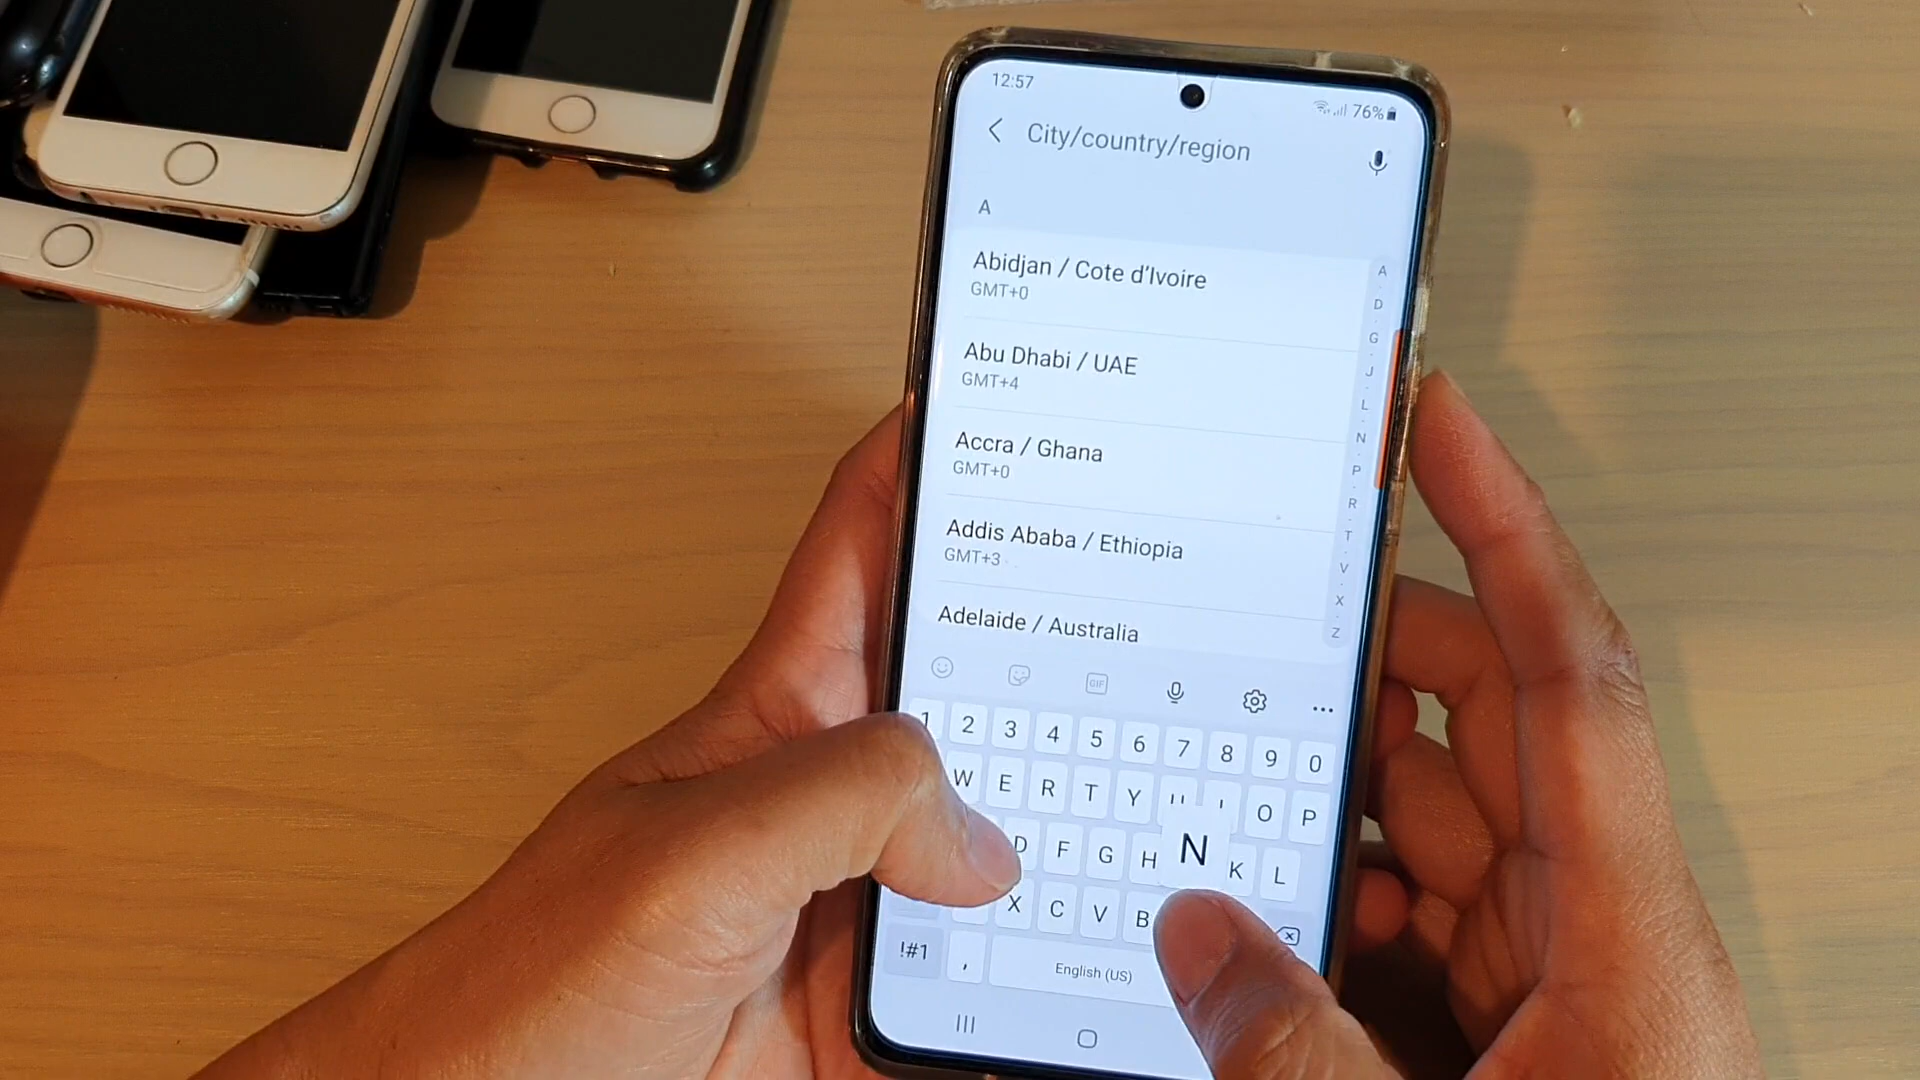 12:57
76%
City/country/region
A
Abidjan / Cote d'Ivoire
GMT+0
Abu Dhabi / UAE
GMT+4
Accra / Ghana
GMT+0
Addis Ababa / Ethiopia
GMT+3
Adelaide / Australia
A
D
G
J
L
N
P
R
T
V
X
Z
GIF
1 2 3 4 5 6 7 8 9 0
W E R T Y O P
D F G H N K L
X C V B
!#1 , English (US)